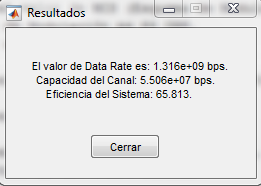 Resultados
El valor de Data Rate es: 1.316e+09 bps.
Capacidad del Canal: 5.506e+07 bps.
Eficiencia del Sistema: 65.813.
Cerrar